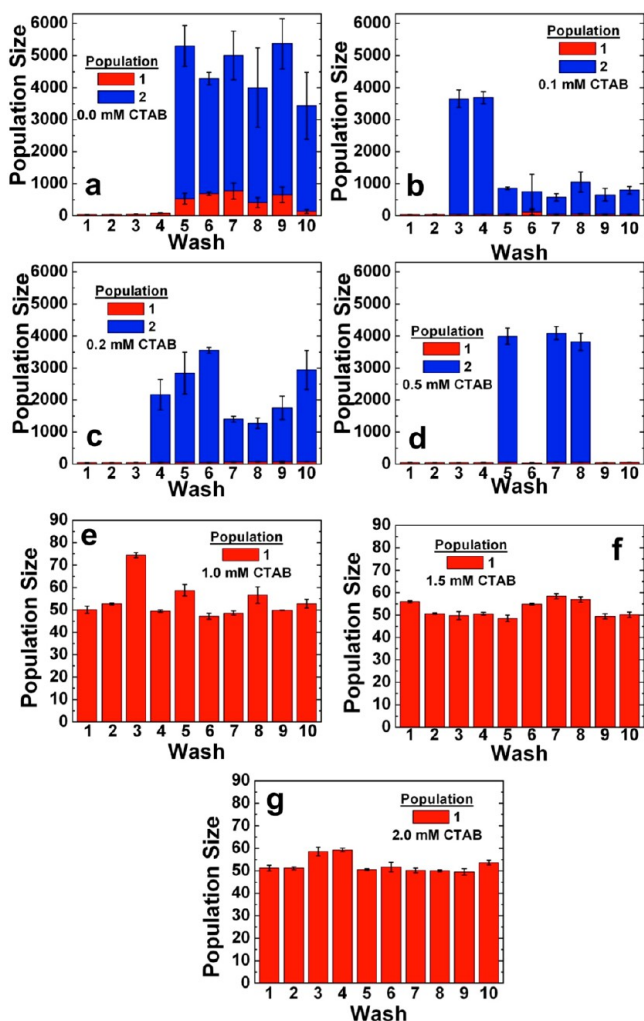 6000
5000
4000
3000
2000
1000
0
Population Size
Population
1
2
0.0 mM CTAB
a
1 2 3 4 5 6 7 8 9 10
Wash
6000
5000
4000
3000
2000
1000
0
Population Size
Population
1
2
0.1 mM CTAB
b
1 2 3 4 5 6 7 8 9 10
Wash
6000
5000
4000
3000
2000
1000
0
Population Size
Population
1
2
0.2 mM CTAB
c
1 2 3 4 5 6 7 8 9 10
Wash
6000
5000
4000
3000
2000
1000
0
Population Size
Population
1
2
0.5 mM CTAB
d
1 2 3 4 5 6 7 8 9 10
Wash
90
80
70
60
50
40
30
20
10
0
Population Size
e
Population
1
1.0 mM CTAB
1 2 3 4 5 6 7 8 9 10
Wash
90
80
70
60
50
40
30
20
10
0
Population Size
Population
1
1.5 mM CTAB
f
1 2 3 4 5 6 7 8 9 10
Wash
90
80
70
60
50
40
30
20
10
0
Population Size
g
Population
1
2.0 mM CTAB
1 2 3 4 5 6 7 8 9 10
Wash